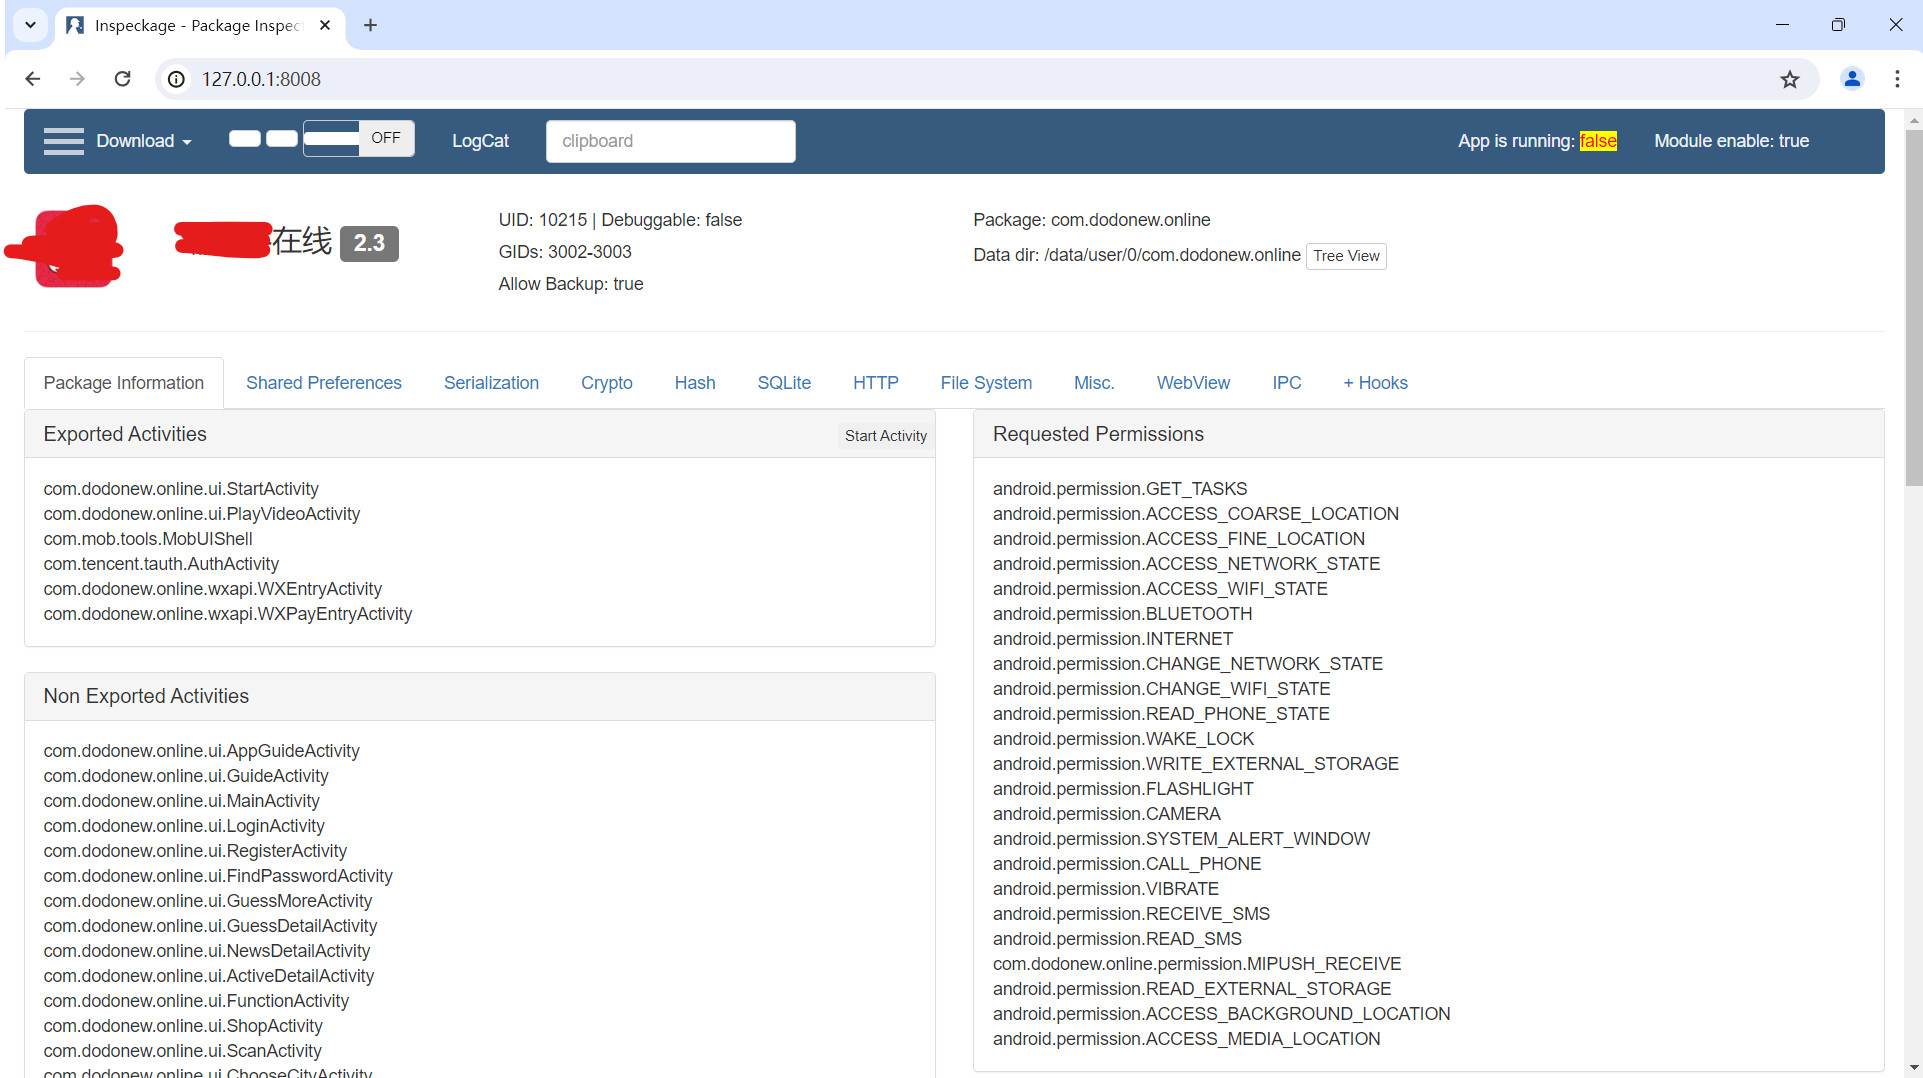 Inspeckage - Package Inspec
127.0.0.1:8008
Download
OFF
LogCat
clipboard
App is running: false
Module enable: true
在线 2.3
UID: 10215 | Debuggable: false
GIDs: 3002-3003
Allow Backup: true
Package: com.dodonew.online
Data dir: /data/user/0/com.dodonew.online Tree View
Package Information
Shared Preferences
Serialization
Crypto
Hash
SQLite
HTTP
File System
Misc.
WebView
IPC
+ Hooks
Exported Activities
Start Activity
com.dodonew.online.ui.StartActivity
com.dodonew.online.ui.PlayVideoActivity
com.mob.tools.MobUIShell
com.tencent.tauth.AuthActivity
com.dodonew.online.wxapi.WXEntryActivity
com.dodonew.online.wxapi.WXPayEntryActivity
Non Exported Activities
com.dodonew.online.ui.AppGuideActivity
com.dodonew.online.ui.GuideActivity
com.dodonew.online.ui.MainActivity
com.dodonew.online.ui.LoginActivity
com.dodonew.online.ui.RegisterActivity
com.dodonew.online.ui.FindPasswordActivity
com.dodonew.online.ui.GuessMoreActivity
com.dodonew.online.ui.GuessDetailActivity
com.dodonew.online.ui.NewsDetailActivity
com.dodonew.online.ui.ActiveDetailActivity
com.dodonew.online.ui.FunctionActivity
com.dodonew.online.ui.ShopActivity
com.dodonew.online.ui.ScanActivity
com.dodonew.online.ui.ChooseCityActivity
Requested Permissions
android.permission.GET_TASKS
android.permission.ACCESS_COARSE_LOCATION
android.permission.ACCESS_FINE_LOCATION
android.permission.ACCESS_NETWORK_STATE
android.permission.ACCESS_WIFI_STATE
android.permission.BLUETOOTH
android.permission.INTERNET
android.permission.CHANGE_NETWORK_STATE
android.permission.CHANGE_WIFI_STATE
android.permission.READ_PHONE_STATE
android.permission.WAKE_LOCK
android.permission.WRITE_EXTERNAL_STORAGE
android.permission.FLASHLIGHT
android.permission.CAMERA
android.permission.SYSTEM_ALERT_WINDOW
android.permission.CALL_PHONE
android.permission.VIBRATE
android.permission.RECEIVE_SMS
android.permission.READ_SMS
com.dodonew.online.permission.MIPUSH_RECEIVE
android.permission.READ_EXTERNAL_STORAGE
android.permission.ACCESS_BACKGROUND_LOCATION
android.permission.ACCESS_MEDIA_LOCATION